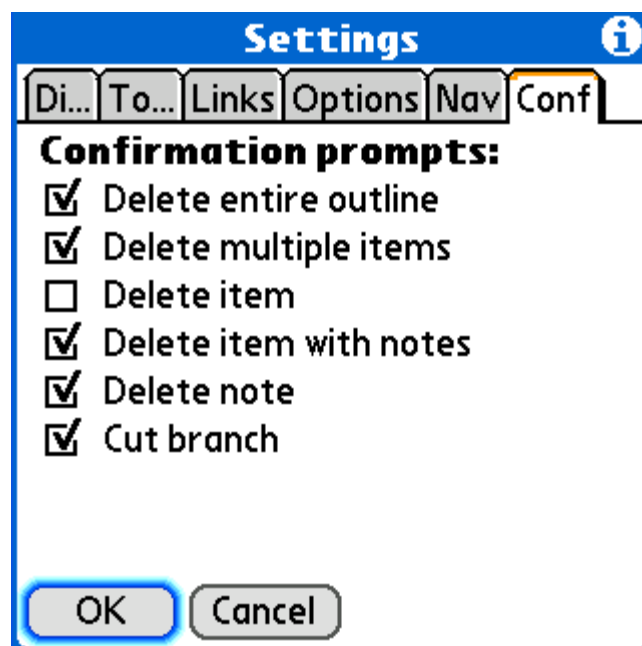 Settings
Di... To... Links Options Nav Conf
Confirmation prompts:
Delete entire outline
Delete multiple items
Delete item
Delete item with notes
Delete note
Cut branch
OK Cancel